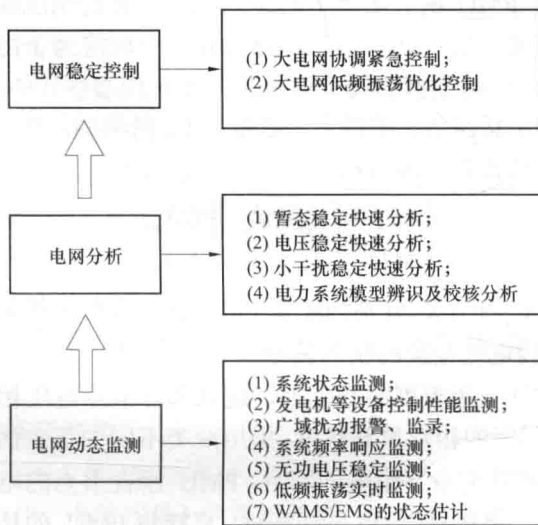 电网稳定控制
(1) 大电网协调紧急控制；
(2) 大电网低频振荡优化控制
电网分析
(1) 暂态稳定快速分析；
(2) 电压稳定快速分析；
(3) 小干扰稳定快速分析；
(4) 电力系统模型辨识及校核分析
电网动态监测
(1) 系统状态监测；
(2) 发电机等设备控制性能监测；
(3) 广域扰动报警、监录；
(4) 系统频率响应监测；
(5) 无功电压稳定监测；
(6) 低频振荡实时监测；
(7) WAMS/EMS的状态估计